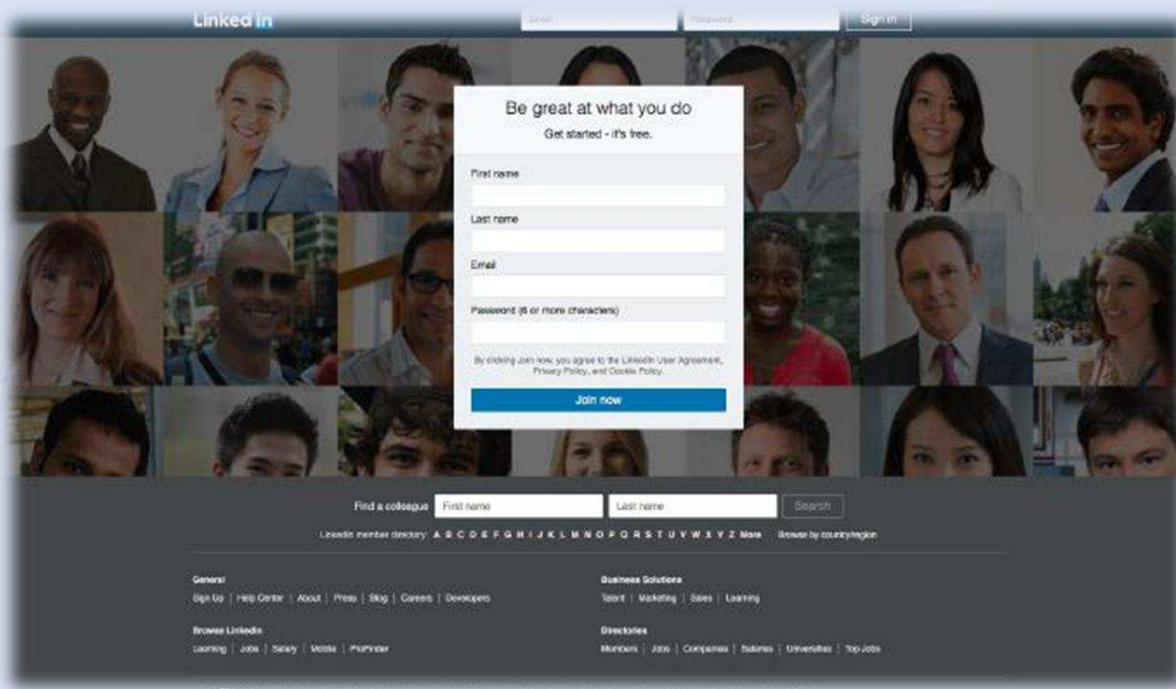 Linked in
Email Password Sign in
Be great at what you do
Get started - it's free.
First name
Last name
Email
Password (6 or more characters)
By clicking Join now, you agree to the LinkedIn User Agreement,
Privacy Policy, and Cookie Policy.
Join now
Find a colleague First name Last name Search
LinkedIn member directory: A B C D E F G H I J K L M N O P Q R S T U V W X Y Z More Browse by country/region
General
Sign Up | Help Center | About | Press | Blog | Careers | Developers
Business Solutions
Talent | Marketing | Sales | Learning
Browse LinkedIn
Learning | Jobs | Salary | Mobile | ProFinder
Directories
Members | Jobs | Companies | Salaries | Universities | Top Jobs